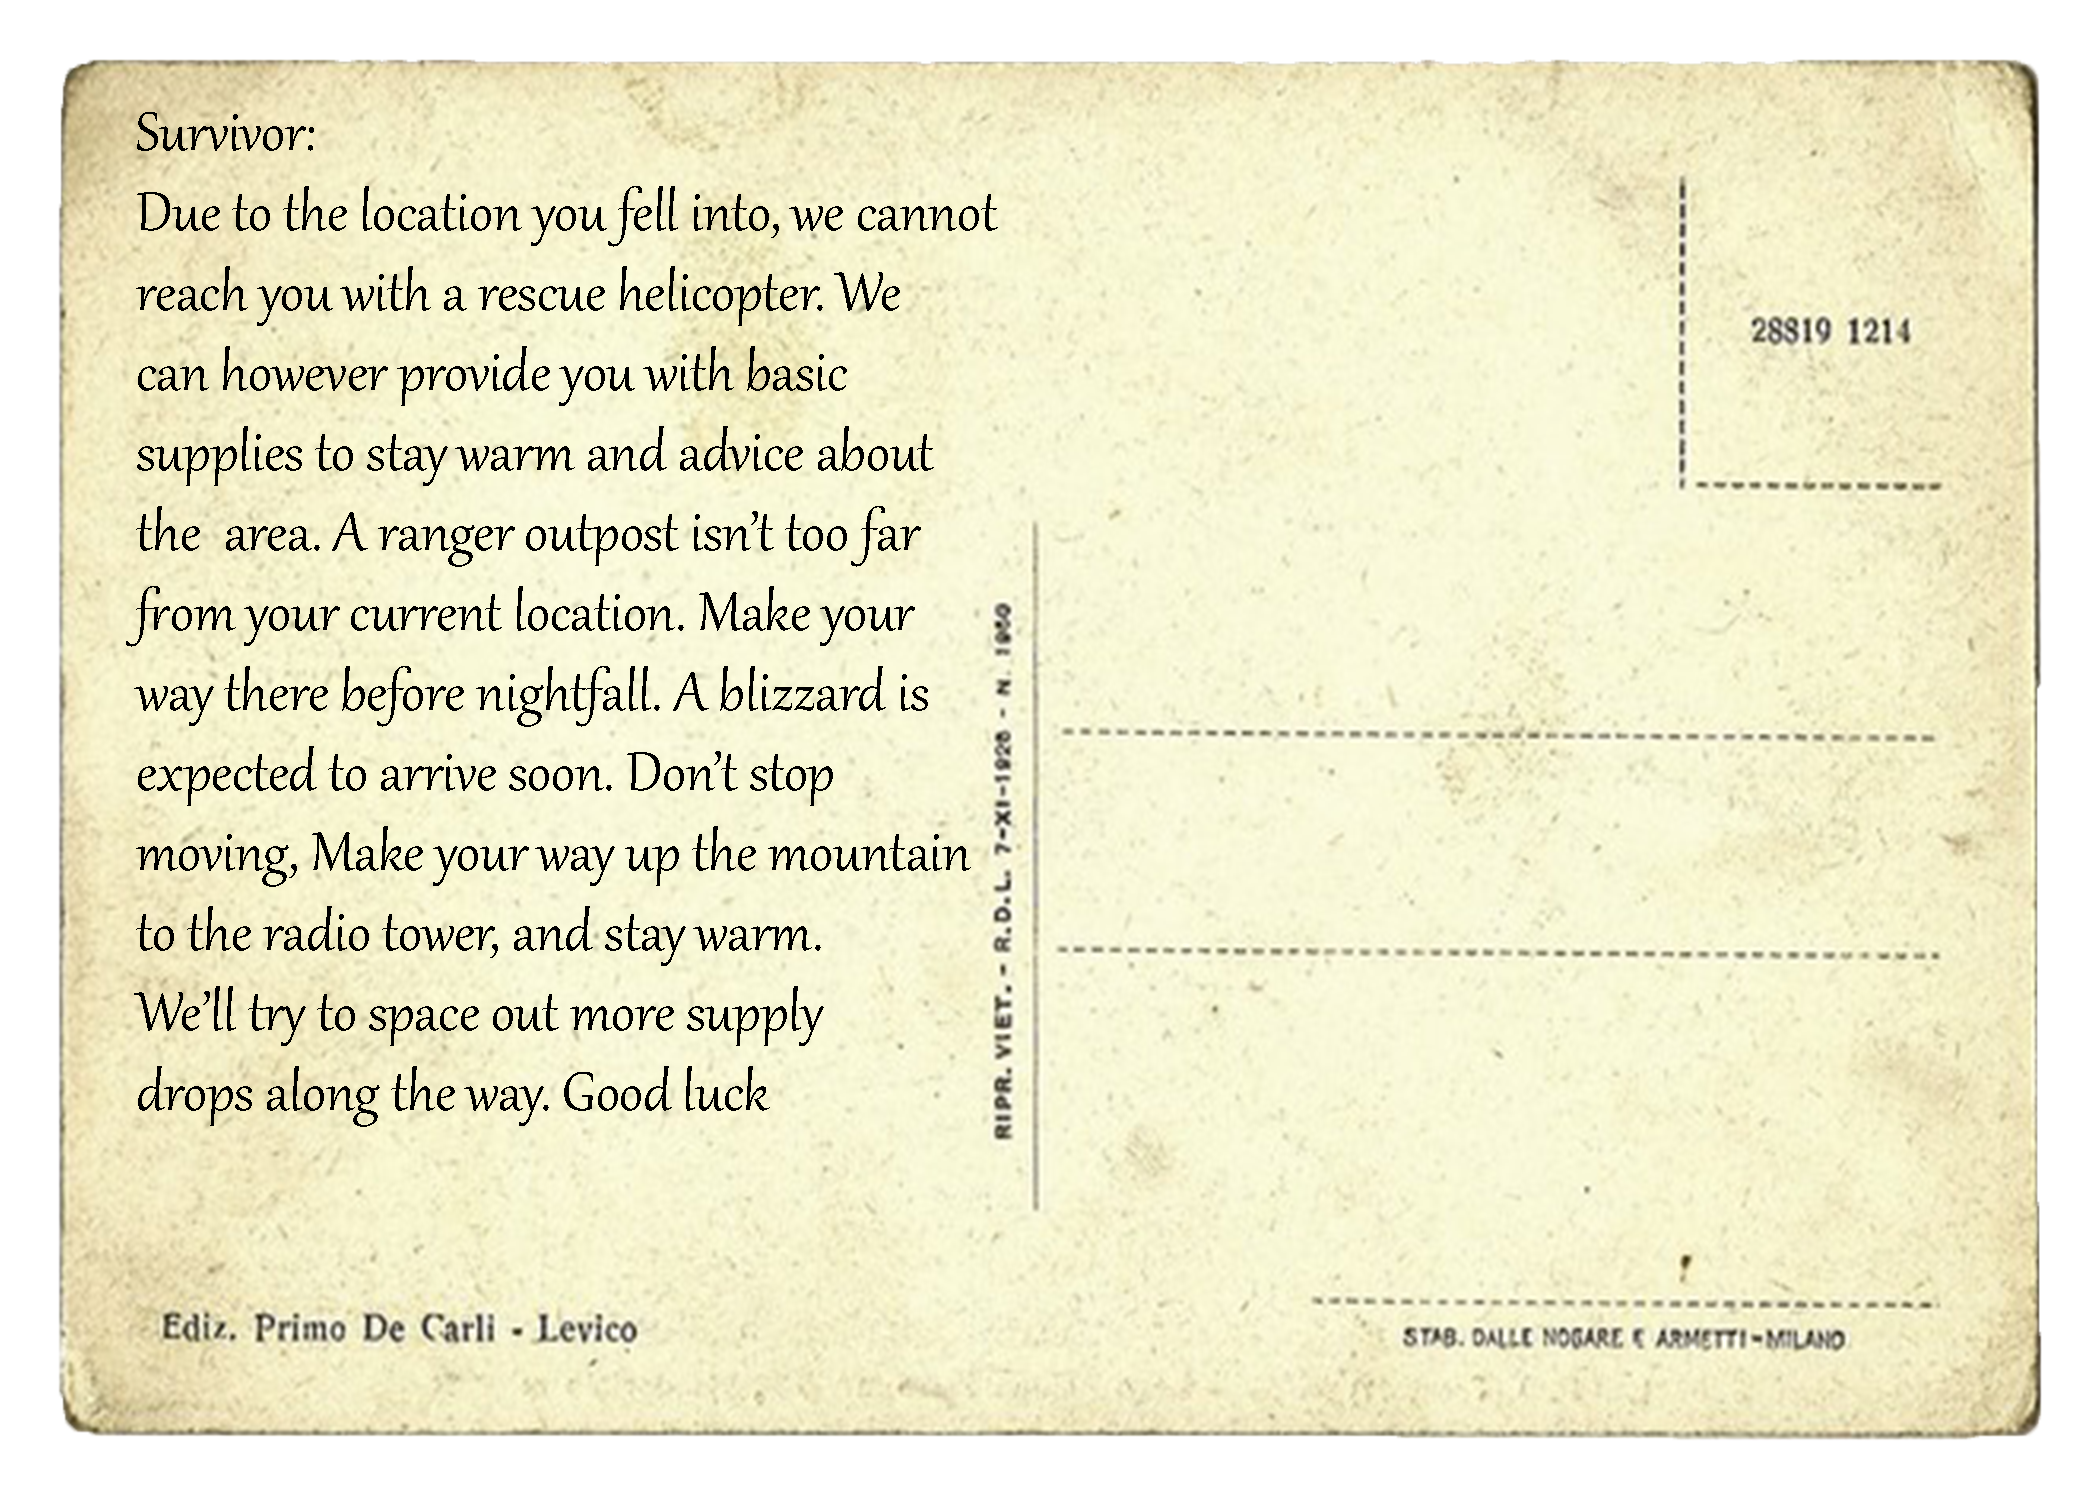 Survivor:
Due to the location you fell into, we cannot
reach you with a rescue helicopter. We
can however provide you with basic
supplies to stay warm and advice about
the  area. A ranger outpost isn't too far
from your current location. Make your
way there before nightfall. A blizzard is
expected to arrive soon. Don't stop
moving, Make your way up the mountain
to the radio tower, and stay warm.
We'll try to space out more supply
drops along the way. Good luck
Ediz. Primo De Carli - Levico
RIPR. VIET. - R.D.L. 7-XI-1926 - N. 1960
28819 1214
STAB. DALLE NOGARE E ARMETTI-MILANO